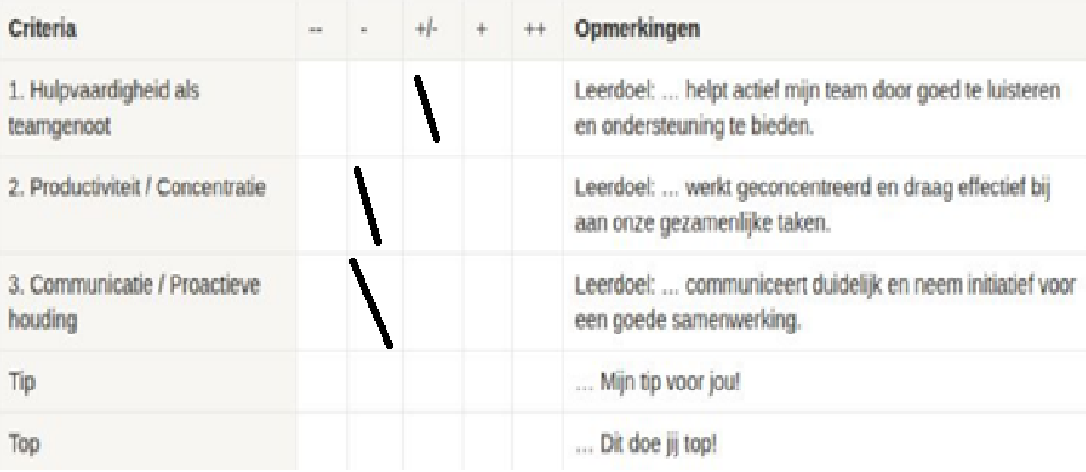 Criteria -- - +/- + ++ Opmerkingen
1. Hulpvaardigheid als
teamgenoot
Leerdoel: ... helpt actief mijn team door goed te luisteren
en ondersteuning te bieden.
2. Productiviteit / Concentratie
Leerdoel: ... werkt geconcentreerd en draag effectief bij
aan onze gezamenlijke taken.
3. Communicatie / Proactieve
houding
Leerdoel: ... communiceert duidelijk en neem initiatief voor
een goede samenwerking.
Tip
... Mijn tip voor jou!
Top
... Dit doe jij top!